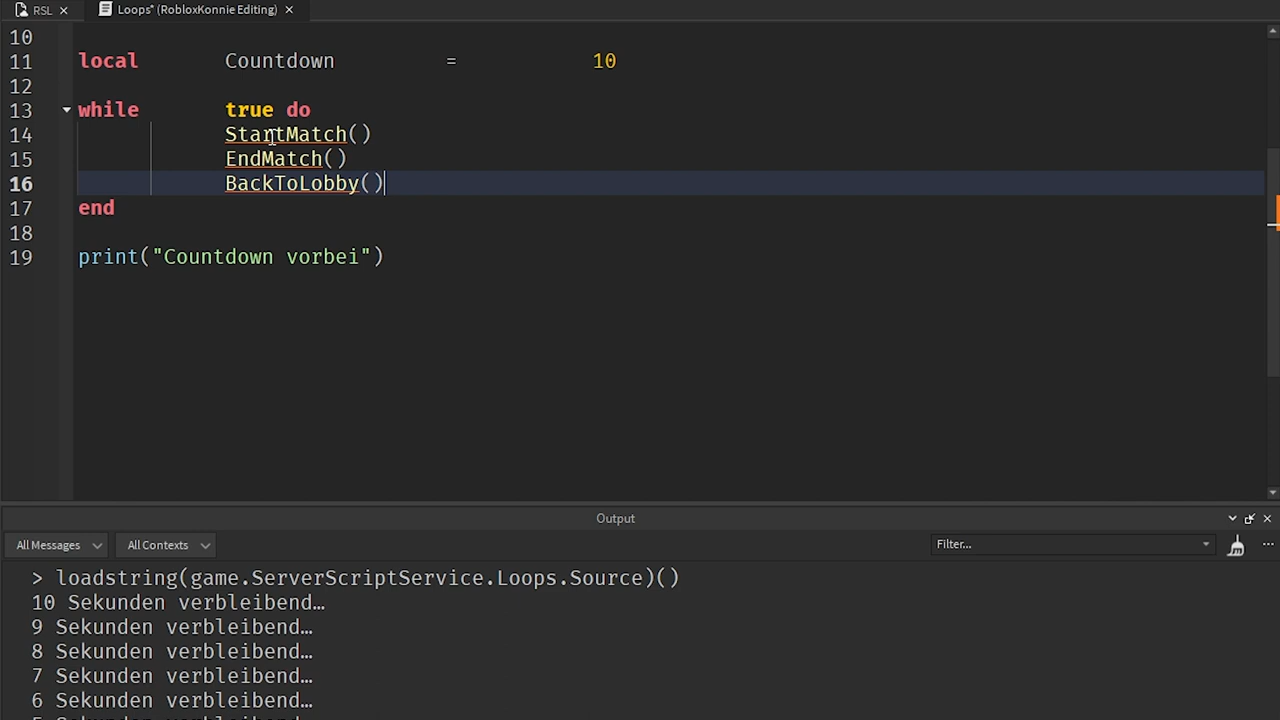 RSL
Loops* (RobloxKonnie Editing)
10
11 local Countdown = 10
12
13 while true do
14 StartMatch()
15 EndMatch()
16 BackToLobby()
17 end
18
19 print("Countdown vorbei")
Output
All Messages All Contexts Filter...
> loadstring(game.ServerScriptService.Loops.Source)()
10 Sekunden verbleibend…
9 Sekunden verbleibend…
8 Sekunden verbleibend…
7 Sekunden verbleibend…
6 Sekunden verbleibend…